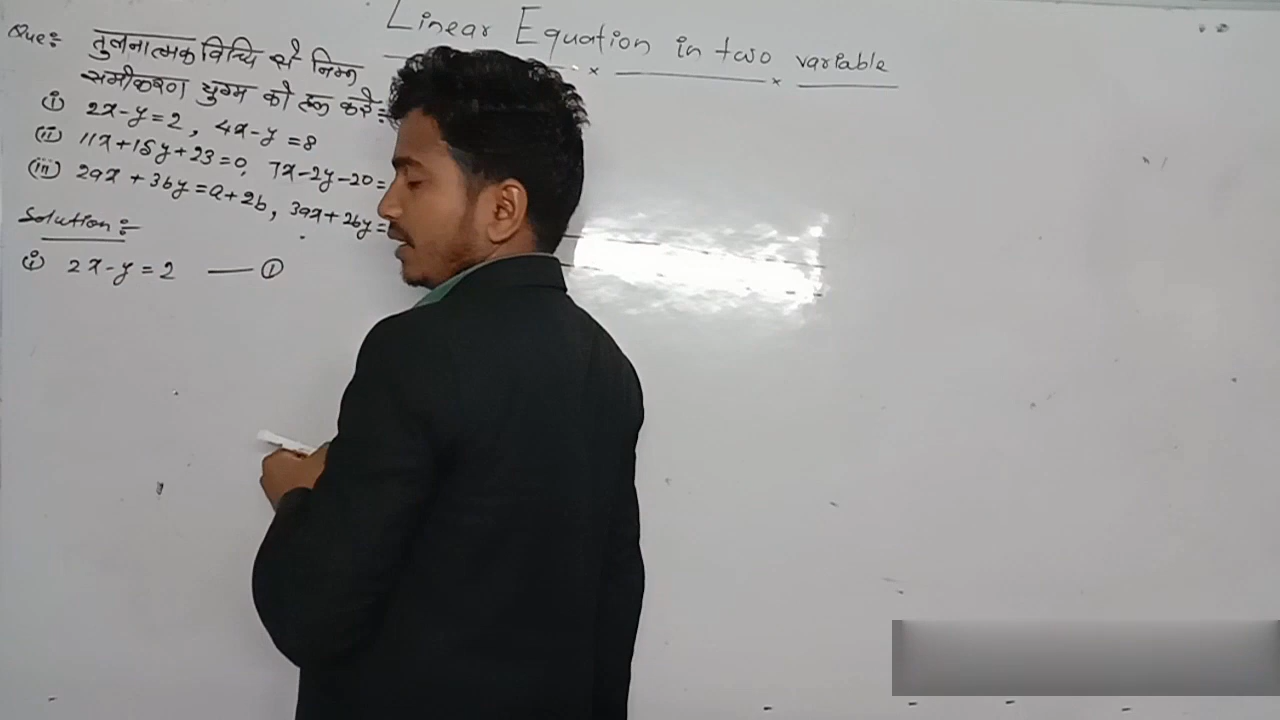 Linear Equation in two variable
Que:- तुलनात्मक विधि से निम्न
समीकरण युग्म को हल करे:-
(i) 2x-y=2, 4x-y=8
(ii) 11x+15y+23=0, 7x-2y-20=
(iii) 2ax+3by=a+2b, 3ax+2by=
Solution:-
(i) 2x-y=2 —— ①